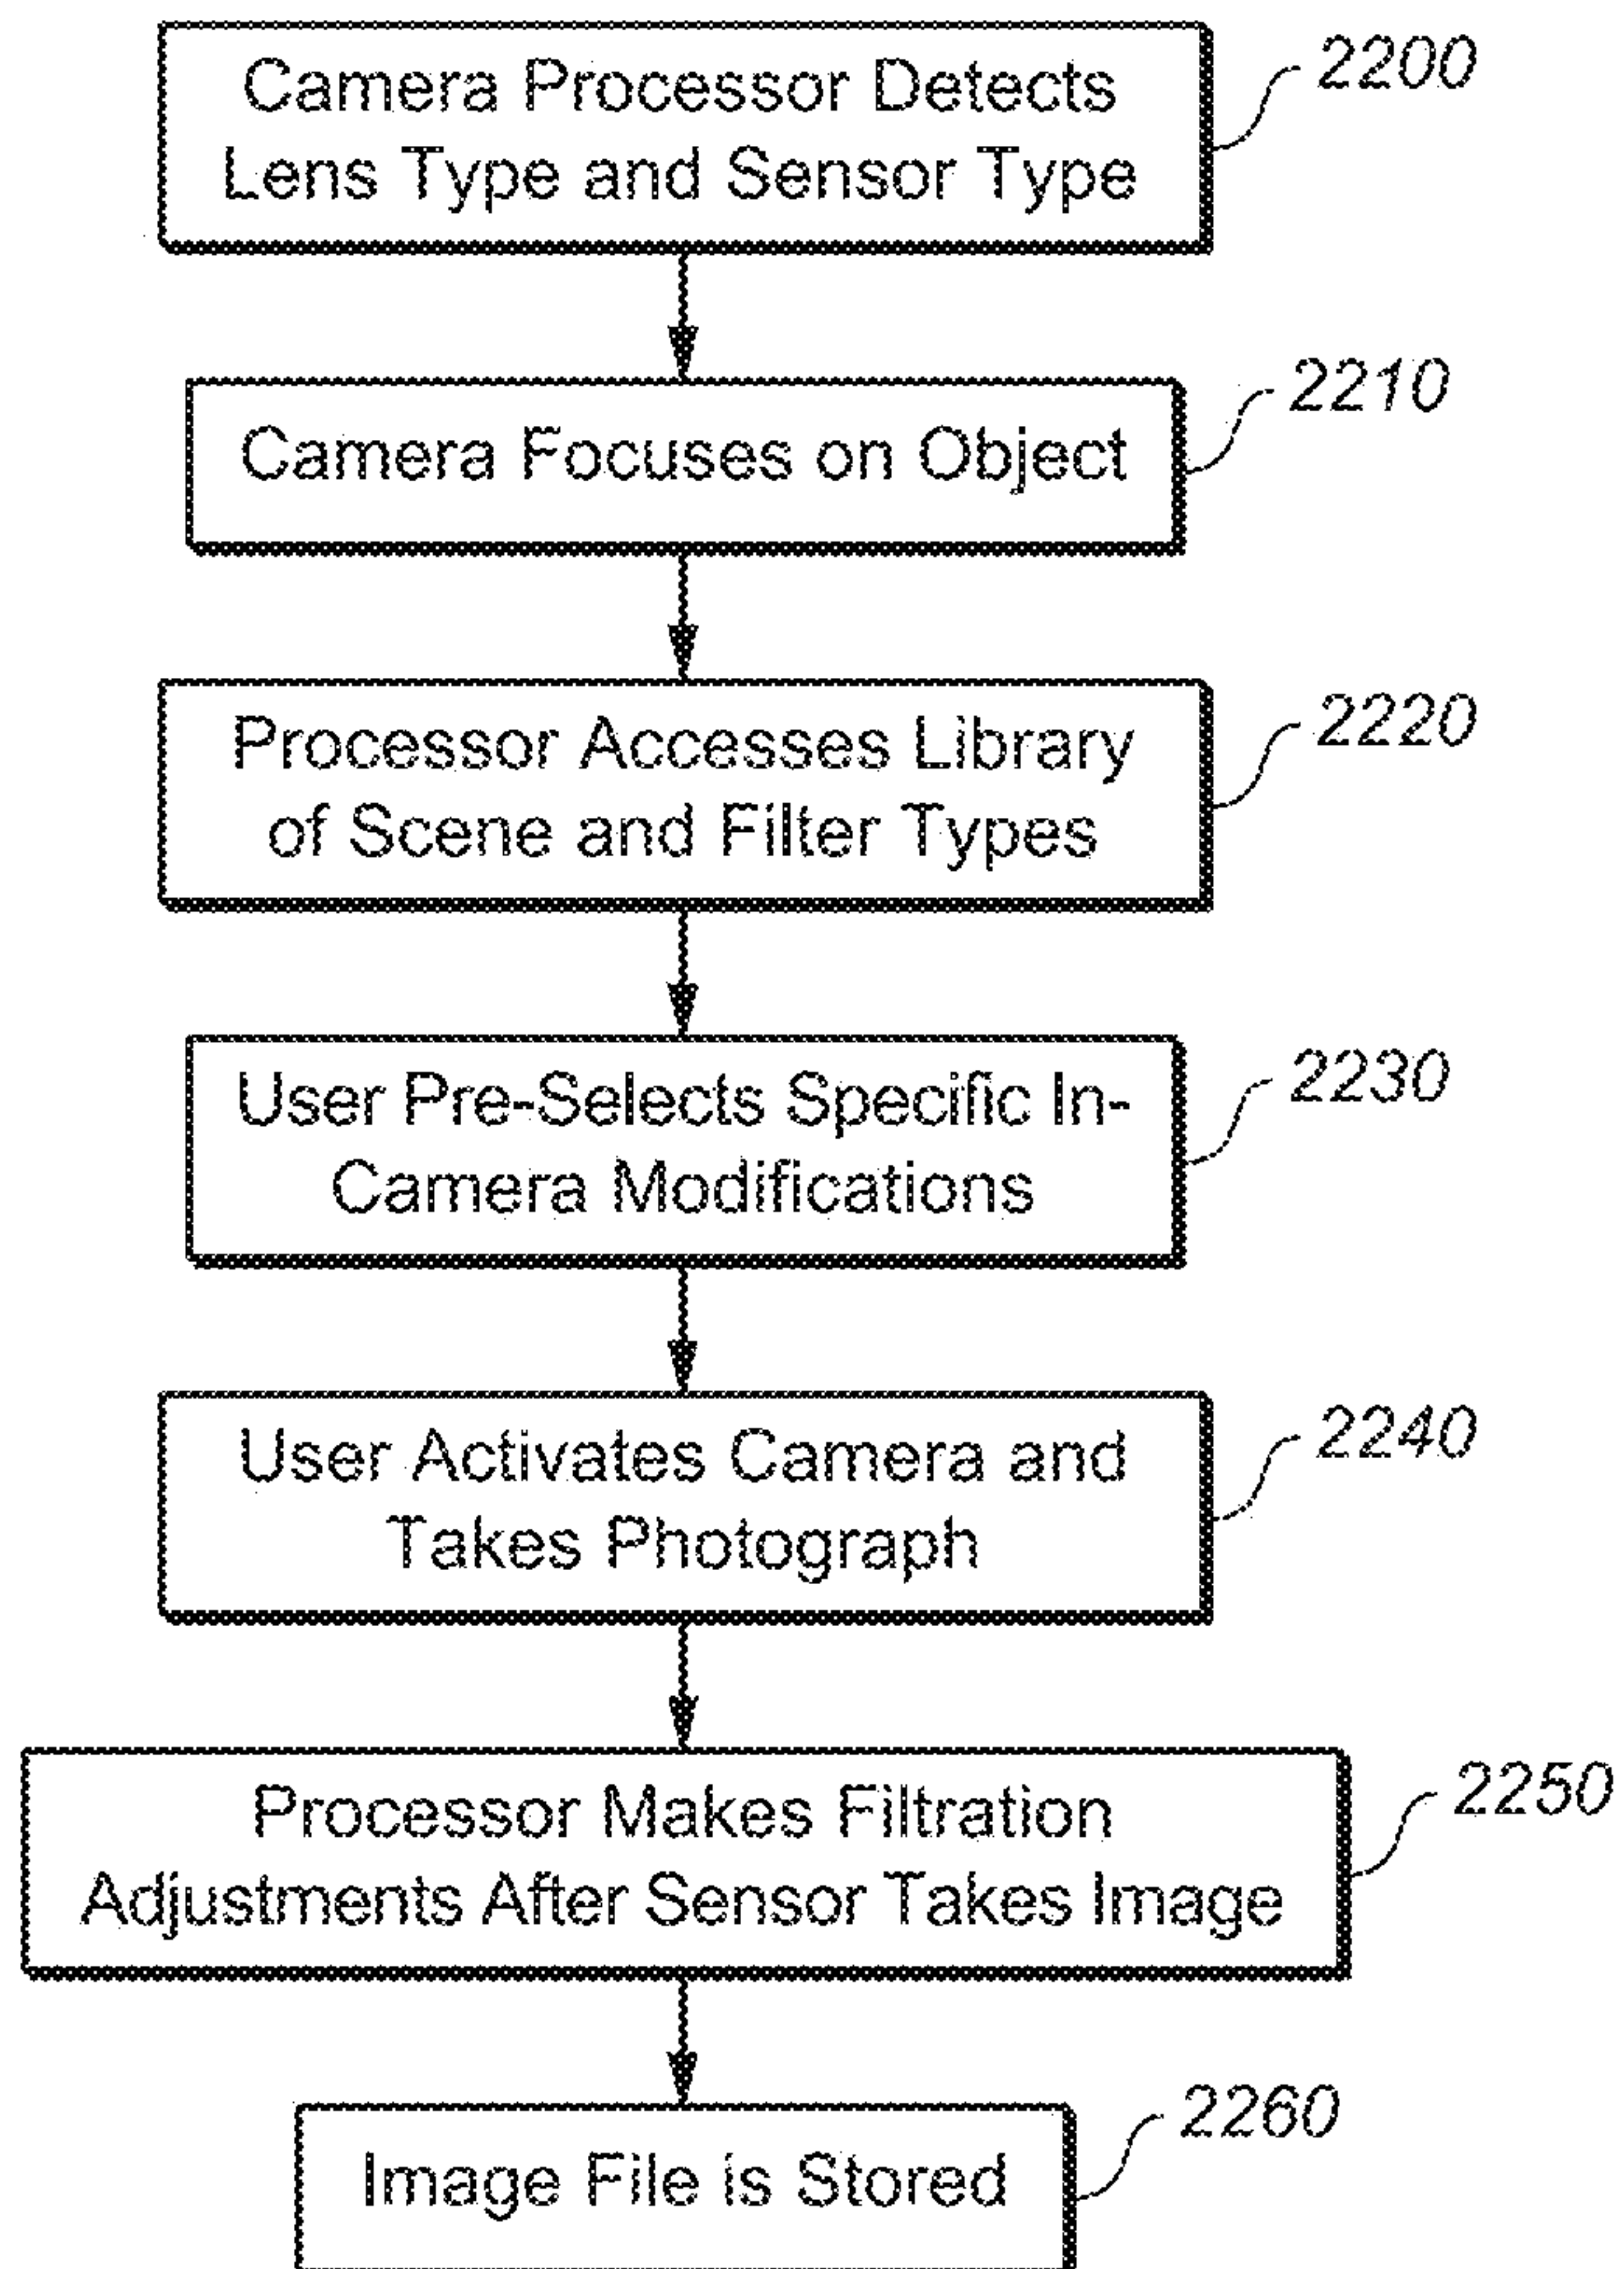 Camera Processor Detects
Lens Type and Sensor Type
2200
Camera Focuses on Object
2210
Processor Accesses Library
of Scene and Filter Types
2220
User Pre-Selects Specific In-
Camera Modifications
2230
User Activates Camera and
Takes Photograph
2240
Processor Makes Filtration
Adjustments After Sensor Takes Image
2250
Image File is Stored
2260